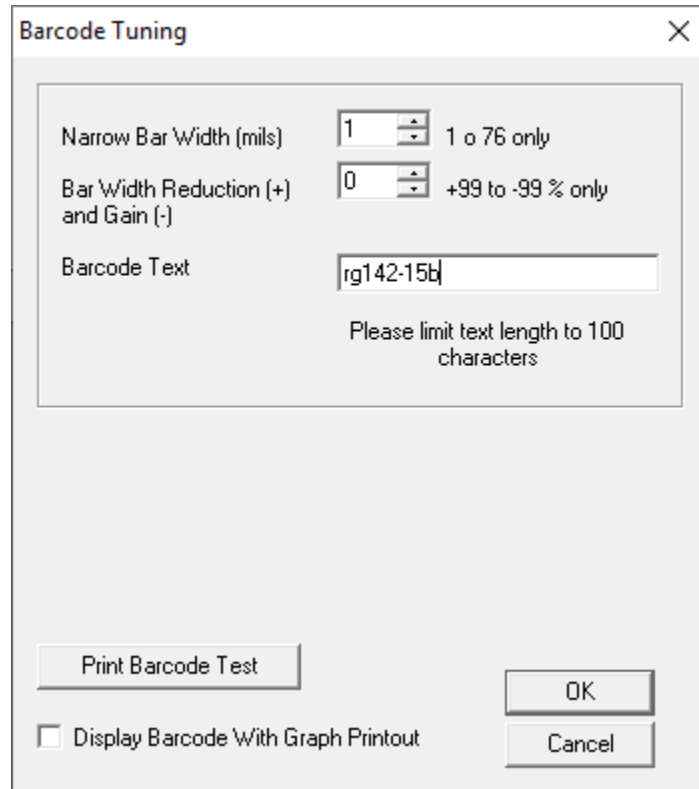 Barcode Tuning
Narrow Bar Width (mils) 1 1 o 76 only
Bar Width Reduction (+) 0 +99 to -99 % only
and Gain (-)
Barcode Text rg142-15b
Please limit text length to 100
characters
Print Barcode Test
OK
Display Barcode With Graph Printout
Cancel